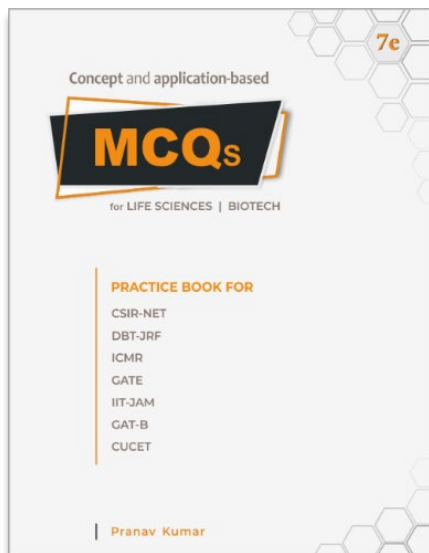 7e
Concept and application-based
MCQs
for LIFE SCIENCES | BIOTECH
PRACTICE BOOK FOR
CSIR-NET
DBT-JRF
ICMR
GATE
IIT-JAM
GAT-B
CUCET
Pranav Kumar